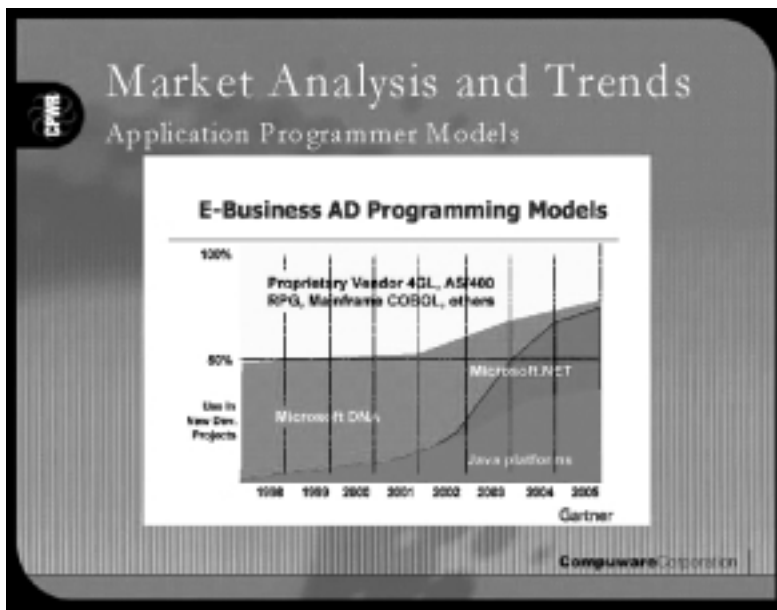 Market Analysis and Trends
CPWR
Application Programmer Models
E-Business AD Programming Models
100%
Proprietary Vendor 4GL, AS/400
RPG, Mainframe COBOL, others
50%
Microsoft.NET
Use in
New Dev.
Projects
Microsoft DNA
Java platforms
1998 1999 2000 2001 2002 2003 2004 2005
Gartner
Compuware Corporation